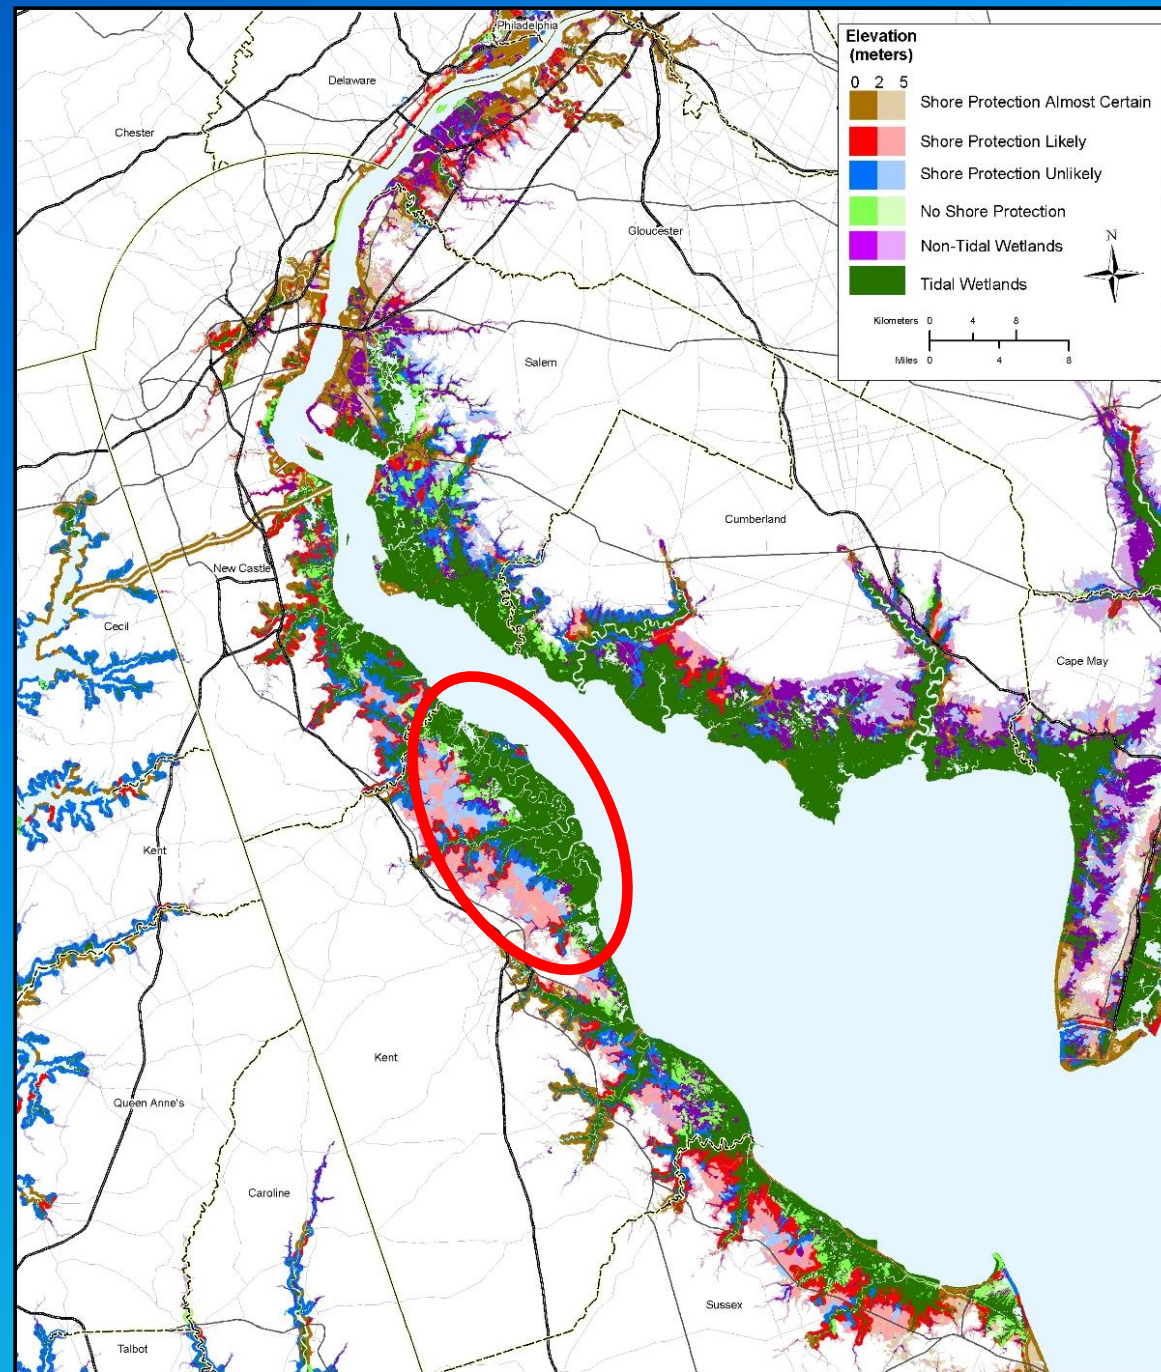 Philadelphia
Delaware
Chester
Gloucester
Salem
Cumberland
New Castle
Cecil
Cape May
Kent
Kent
Queen Anne's
Caroline
Sussex
Talbot
Elevation
(meters)
0 2 5
Shore Protection Almost Certain
Shore Protection Likely
Shore Protection Unlikely
No Shore Protection
Non-Tidal Wetlands
Tidal Wetlands
N
Kilometers 0 4 8
Miles 0 4 8